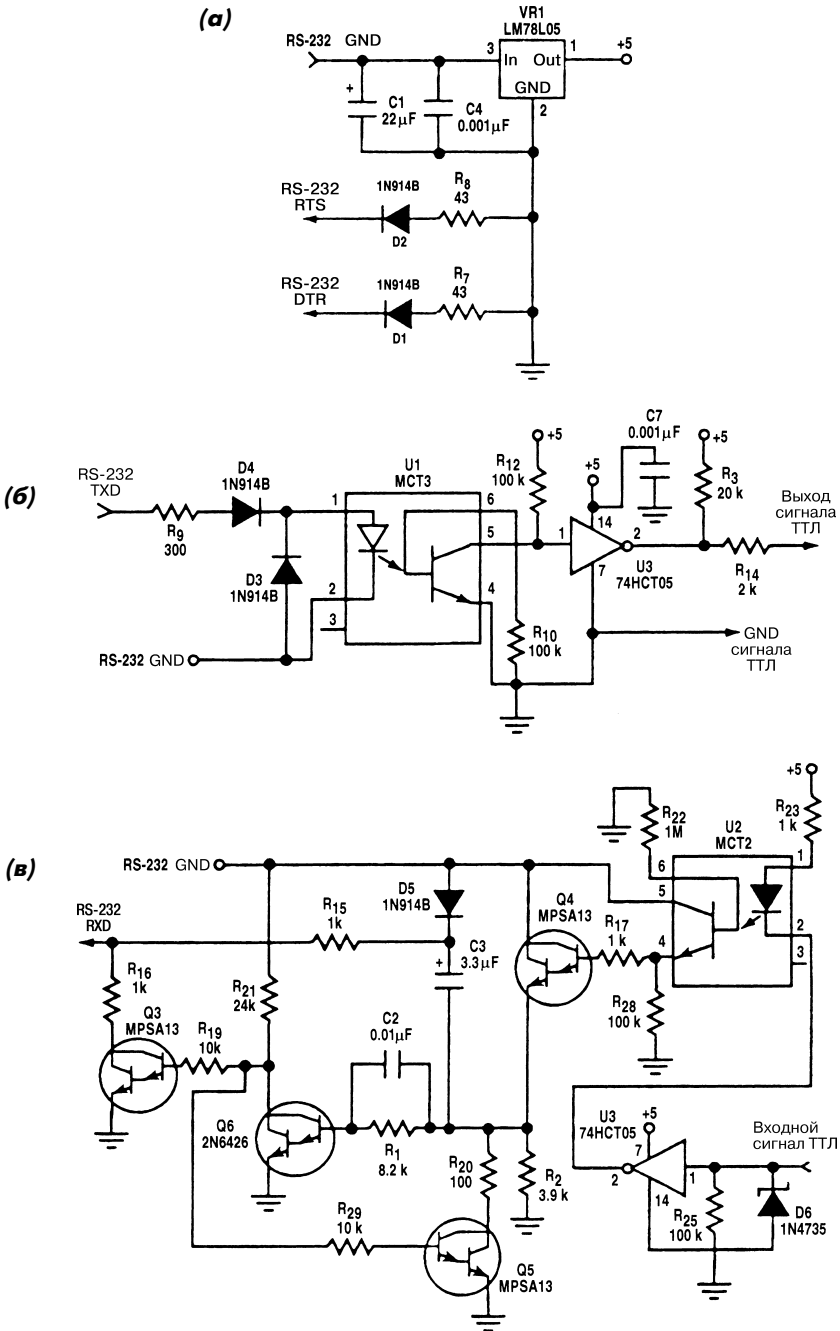 (а)
VR1
LM78L05
RS-232 GND
3
In
Out
1
+5
GND
2
+
C1
22µF
C4
0.001µF
RS-232
RTS
1N914B
D2
R8
43
RS-232
DTR
1N914B
D1
R7
43
(б)
RS-232
TXD
R9
300
D4
1N914B
D3
1N914B
U1
MCT3
1
2
3
6
5
4
R12
100 k
+5
R10
100 k
+5
C7
0.001µF
1
14
2
7
U3
74HCT05
+5
R3
20 k
R14
2 k
Выход
сигнала
ТТЛ
GND
сигнала
ТТЛ
RS-232 GND
(в)
RS-232 GND
RS-232
RXD
R15
1k
D5
1N914B
C3
3.3µF
+
Q4
MPSA13
R17
1 k
R22
1M
U2
MCT2
+5
R23
1 k
6
5
4
1
2
3
R28
100 k
R16
1k
Q3
MPSA13
R19
10k
R21
24k
C2
0.01µF
Q6
2N6426
R1
8.2 k
R20
100
R2
3.9 k
R29
10 k
Q5
MPSA13
U3
74HCT05
+5
7
2
14
1
R25
100 k
Входной
сигнал ТТЛ
D6
1N4735